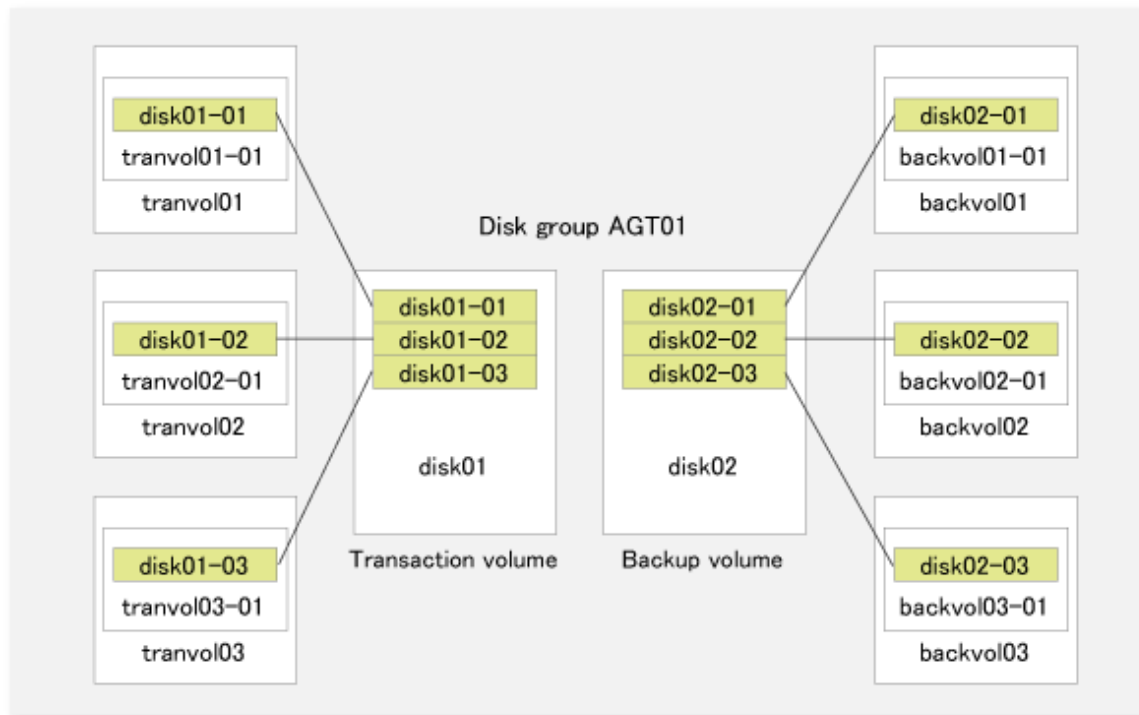 disk01-01
tranvol01-01
tranvol01
disk02-01
backvol01-01
backvol01
Disk group AGT01
disk01-02
tranvol02-01
tranvol02
disk01-01
disk01-02
disk01-03
disk01
Transaction volume
disk02-01
disk02-02
disk02-03
disk02
Backup volume
disk02-02
backvol02-01
backvol02
disk01-03
tranvol03-01
tranvol03
disk02-03
backvol03-01
backvol03